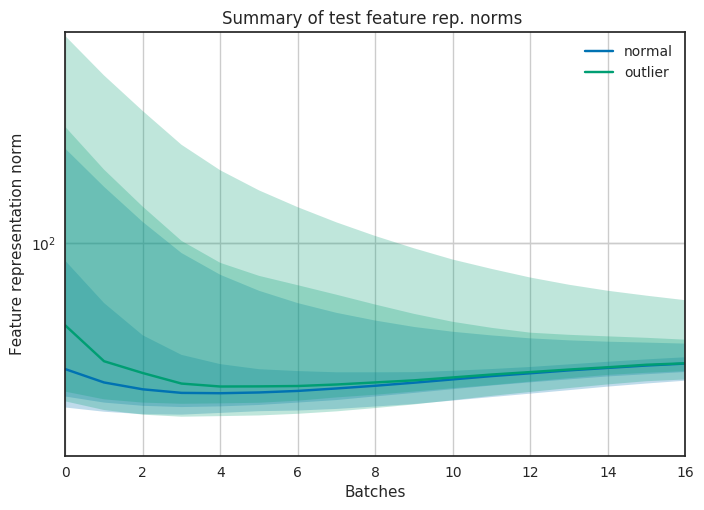 Summary of test feature rep. norms
normal
outlier
Feature representation norm
10²
0 2 4 6 8 10 12 14 16
Batches